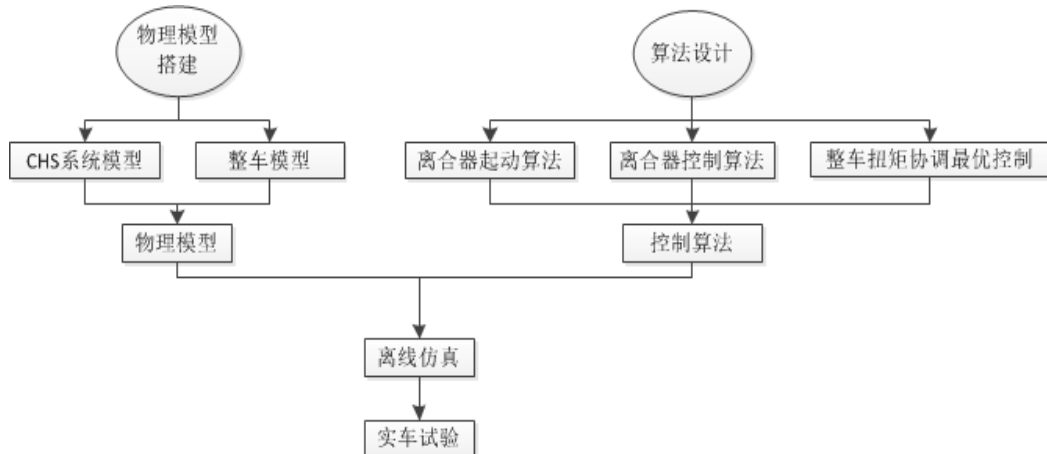 物理模型
搭建
算法设计
CHS系统模型
整车模型
离合器起动算法
离合器控制算法
整车扭矩协调最优控制
物理模型
控制算法
离线仿真
实车试验